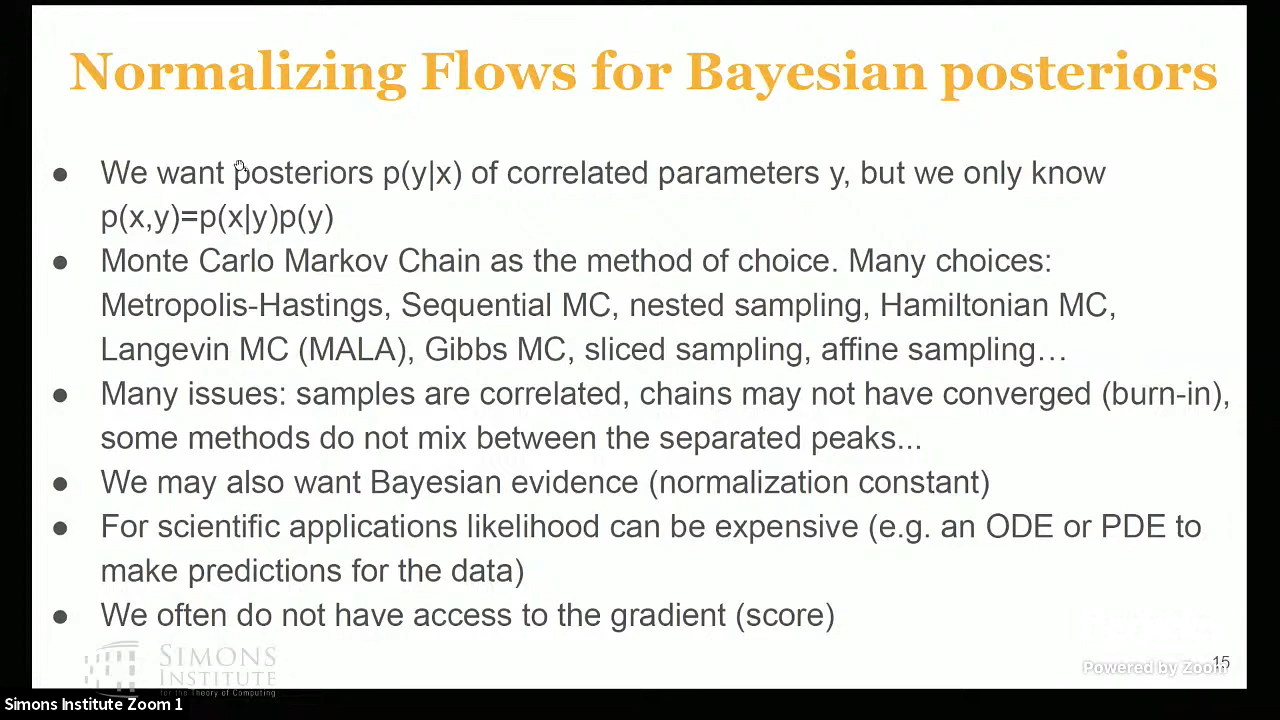 Normalizing Flows for Bayesian posteriors
● We want posteriors p(y|x) of correlated parameters y, but we only know
p(x,y)=p(x|y)p(y)
● Monte Carlo Markov Chain as the method of choice. Many choices:
Metropolis-Hastings, Sequential MC, nested sampling, Hamiltonian MC,
Langevin MC (MALA), Gibbs MC, sliced sampling, affine sampling…
● Many issues: samples are correlated, chains may not have converged (burn-in),
some methods do not mix between the separated peaks...
● We may also want Bayesian evidence (normalization constant)
● For scientific applications likelihood can be expensive (e.g. an ODE or PDE to
make predictions for the data)
● We often do not have access to the gradient (score)
SIMONS
INSTITUTE
for the Theory of Computing
15
Powered by Zoom
Simons Institute Zoom 1